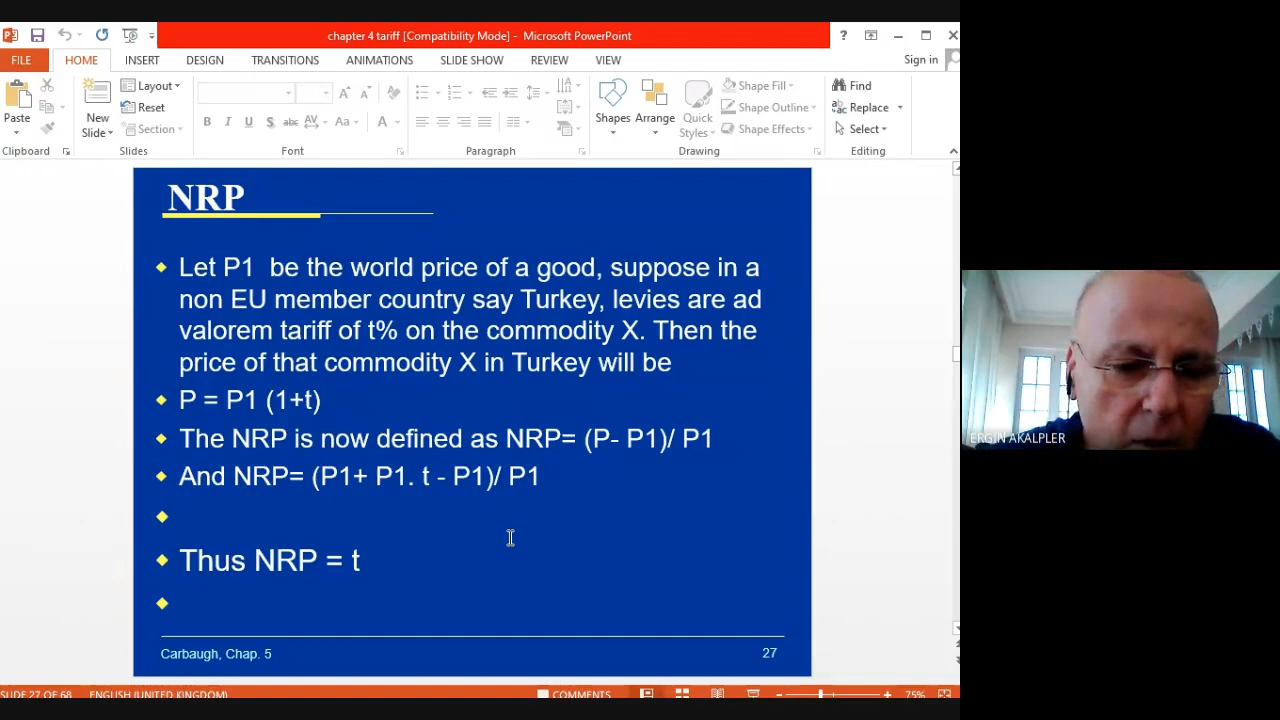 chapter 4 tariff [Compatibility Mode] - Microsoft PowerPoint
?
FILE HOME INSERT DESIGN TRANSITIONS ANIMATIONS SLIDE SHOW REVIEW VIEW Sign in
Paste
New
Slide
Layout
Reset
Section
B I U S abc AV Aa A
Shapes
Arrange
Quick
Styles
Shape Fill
Shape Outline
Shape Effects
Find
Replace
Select
Clipboard Slides Font Paragraph Drawing Editing
NRP
Let P1 be the world price of a good, suppose in a
non EU member country say Turkey, levies are ad
valorem tariff of t% on the commodity X. Then the
price of that commodity X in Turkey will be
P = P1 (1+t)
The NRP is now defined as NRP= (P- P1)/ P1
And NRP= (P1+ P1. t - P1)/ P1
Thus NRP = t
Carbaugh, Chap. 5
27
ERGIN AKALPLER
SLIDE 27 OF 68 ENGLISH (UNITED KINGDOM) COMMENTS 75%